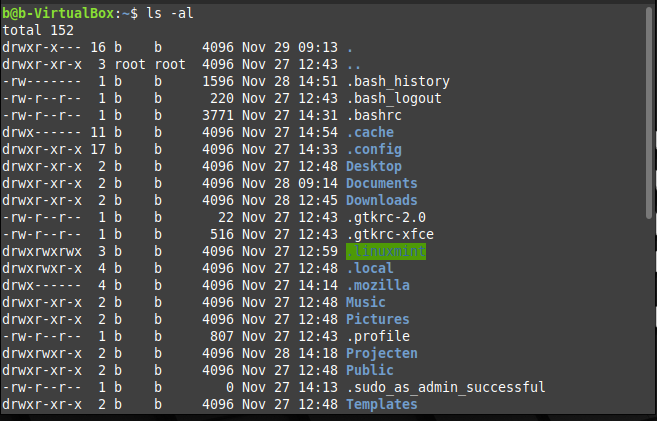 b@b-VirtualBox:~$ ls -al
total 152
drwxr-x--- 16 b    b     4096 Nov 29 09:13 .
drwxr-xr-x  3 root root  4096 Nov 27 12:43 ..
-rw-------  1 b    b     1596 Nov 28 14:51 .bash_history
-rw-r--r--  1 b    b      220 Nov 27 12:43 .bash_logout
-rw-r--r--  1 b    b     3771 Nov 27 14:31 .bashrc
drwx------ 11 b    b     4096 Nov 27 14:54 .cache
drwxr-xr-x 17 b    b     4096 Nov 27 14:33 .config
drwxr-xr-x  2 b    b     4096 Nov 27 12:48 Desktop
drwxr-xr-x  2 b    b     4096 Nov 28 09:14 Documents
drwxr-xr-x  2 b    b     4096 Nov 28 12:45 Downloads
-rw-r--r--  1 b    b       22 Nov 27 12:43 .gtkrc-2.0
-rw-r--r--  1 b    b      516 Nov 27 12:43 .gtkrc-xfce
drwxrwxrwx  3 b    b     4096 Nov 27 12:59 .linuxmint
drwxrwxr-x  4 b    b     4096 Nov 27 12:48 .local
drwx------  4 b    b     4096 Nov 27 14:14 .mozilla
drwxr-xr-x  2 b    b     4096 Nov 27 12:48 Music
drwxr-xr-x  2 b    b     4096 Nov 27 12:48 Pictures
-rw-r--r--  1 b    b      807 Nov 27 12:43 .profile
drwxrwxr-x  2 b    b     4096 Nov 28 14:18 Projecten
drwxr-xr-x  2 b    b     4096 Nov 27 12:48 Public
-rw-r--r--  1 b    b        0 Nov 27 14:13 .sudo_as_admin_successful
drwxr-xr-x  2 b    b     4096 Nov 27 12:48 Templates